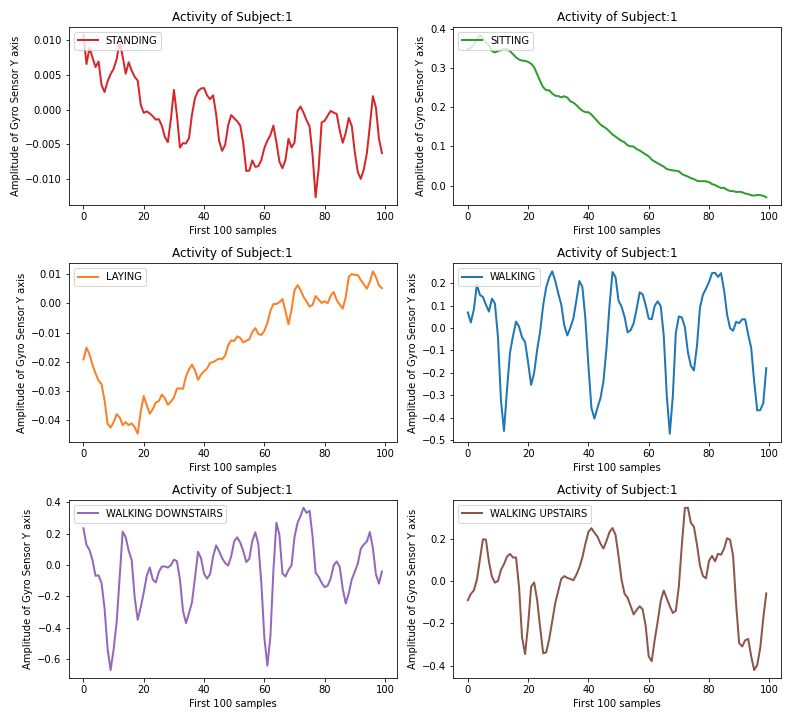 Activity of Subject:1
Amplitude of Gyro Sensor Y axis
STANDING
0.010
0.005
0.000
−0.005
−0.010
0 20 40 60 80 100
First 100 samples
Activity of Subject:1
Amplitude of Gyro Sensor Y axis
SITTING
0.4
0.3
0.2
0.1
0.0
0 20 40 60 80 100
First 100 samples
Activity of Subject:1
Amplitude of Gyro Sensor Y axis
LAYING
0.01
0.00
−0.01
−0.02
−0.03
−0.04
0 20 40 60 80 100
First 100 samples
Activity of Subject:1
Amplitude of Gyro Sensor Y axis
WALKING
0.2
0.1
0.0
−0.1
−0.2
−0.3
−0.4
−0.5
0 20 40 60 80 100
First 100 samples
Activity of Subject:1
Amplitude of Gyro Sensor Y axis
WALKING DOWNSTAIRS
0.4
0.2
0.0
−0.2
−0.4
−0.6
0 20 40 60 80 100
First 100 samples
Activity of Subject:1
Amplitude of Gyro Sensor Y axis
WALKING UPSTAIRS
0.2
0.0
−0.2
−0.4
0 20 40 60 80 100
First 100 samples